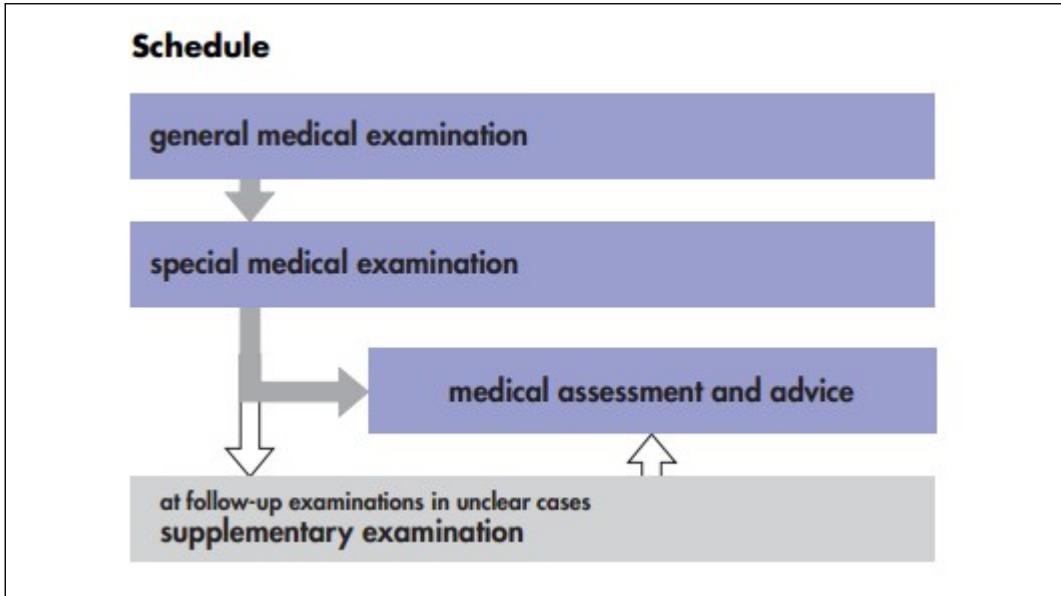 Schedule
general medical examination
special medical examination
medical assessment and advice
at follow-up examinations in unclear cases
supplementary examination